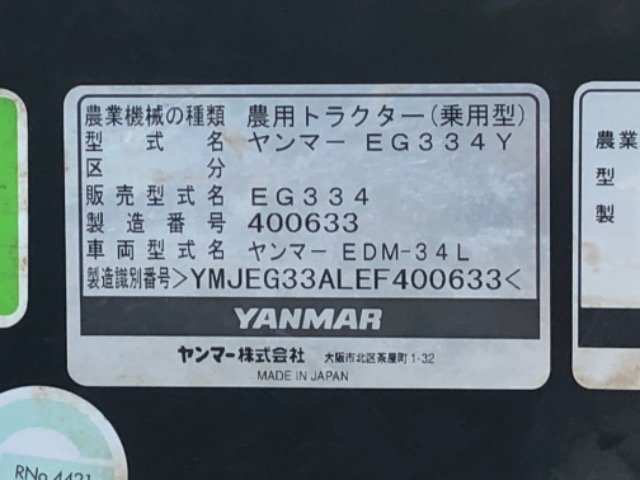 農業機械の種類 農用トラクター(乗用型)
型式名 ヤンマー EG334Y
区分
販売型式名 EG334
製造番号 400633
車両型式名 ヤンマー EDM-34L
製造識別番号 >YMJEG33ALEF400633<
YANMAR
ヤンマー株式会社 大阪市北区茶屋町1-32
MADE IN JAPAN
農業
型
製
RNo.4421